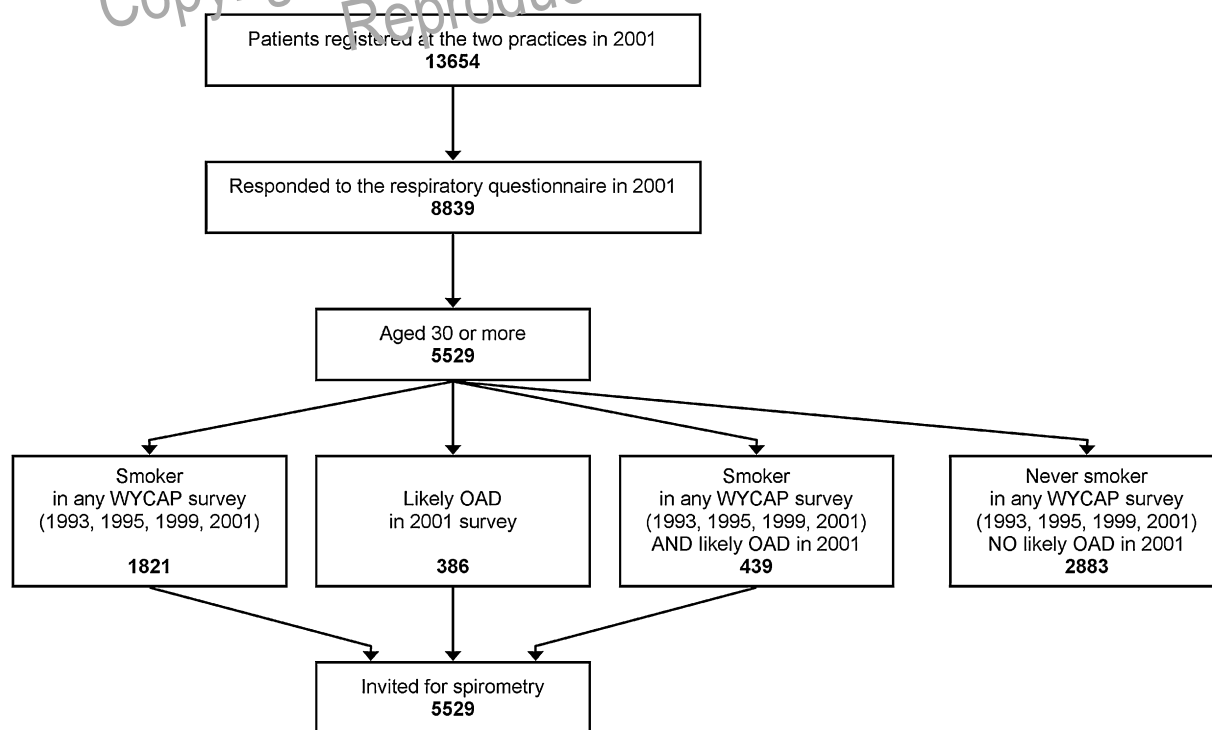 Patients registered at the two practices in 2001
13654
Responded to the respiratory questionnaire in 2001
8839
Aged 30 or more
5529
Smoker
in any WYCAP survey
(1993, 1995, 1999, 2001)
1821
Likely OAD
in 2001 survey
386
Smoker
in any WYCAP survey
(1993, 1995, 1999, 2001)
AND likely OAD in 2001
439
Never smoker
in any WYCAP survey
(1993, 1995, 1999, 2001)
NO likely OAD in 2001
2883
Invited for spirometry
5529